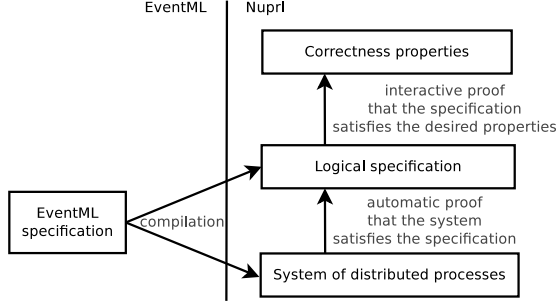 EventML
Nuprl
Correctness properties
interactive proof
that the specification
satisfies the desired properties
Logical specification
EventML
specification
compilation
automatic proof
that the system
satisfies the specification
System of distributed processes